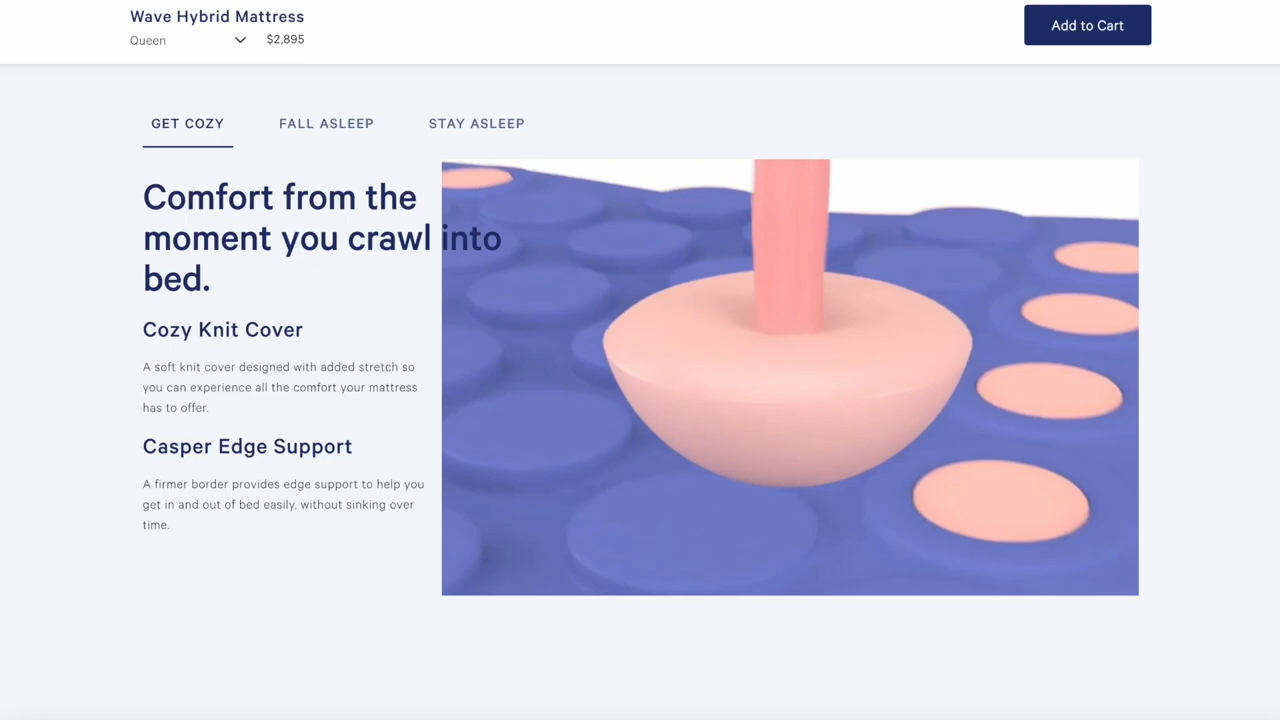 Wave Hybrid Mattress
Queen $2,895
Add to Cart
GET COZY FALL ASLEEP STAY ASLEEP
Comfort from the
moment you crawl into
bed.
Cozy Knit Cover
A soft knit cover designed with added stretch so
you can experience all the comfort your mattress
has to offer.
Casper Edge Support
A firmer border provides edge support to help you
get in and out of bed easily, without sinking over
time.